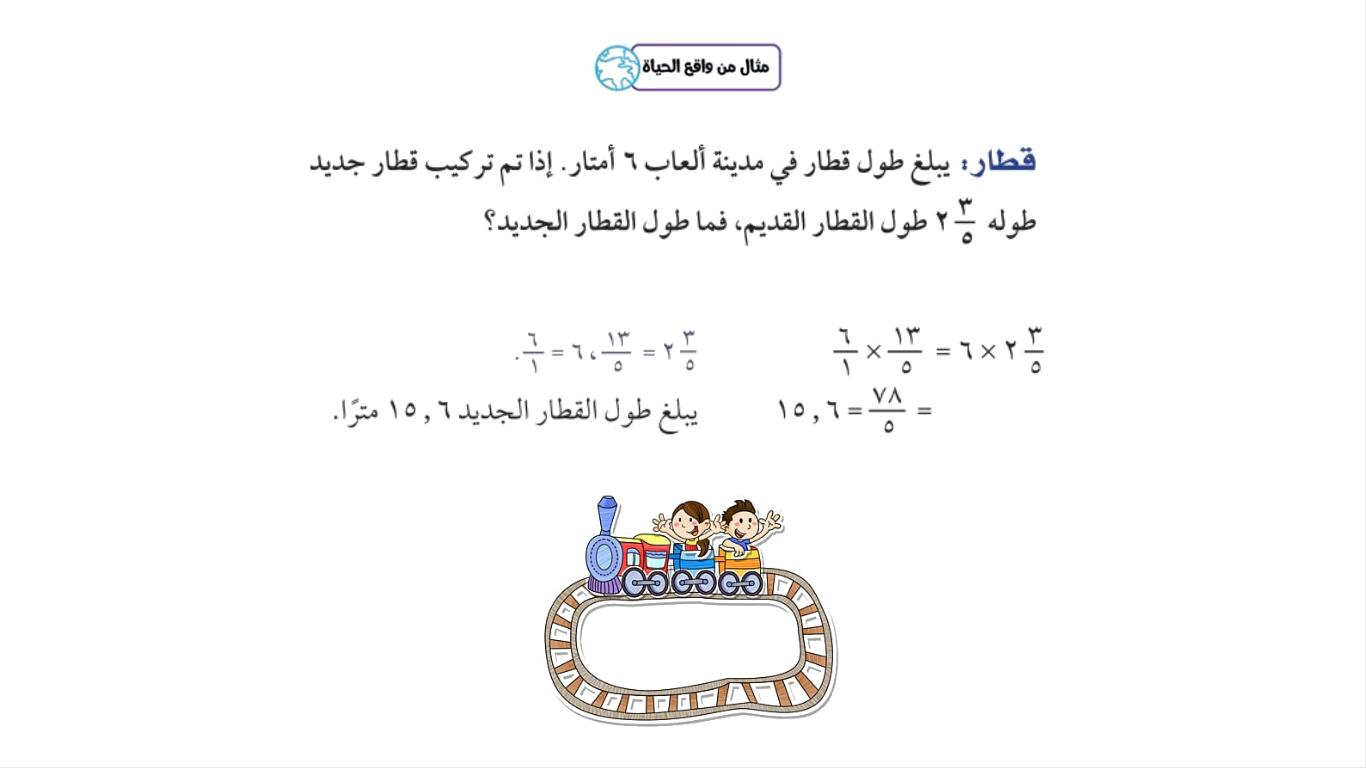 مثال من واقع الحياة
قطار: يبلغ طول قطار في مدينة ألعاب ٦ أمتار. إذا تم تركيب قطار جديد
طوله ٢ ٣/٥ طول القطار القديم، فما طول القطار الجديد؟
٢ ٣/٥ × ٦ = ١٣/٥ × ٦/١
٢ ٣/٥ = ١٣/٥، ٦ = ٦/١.
= ٧٨/٥ = ١٥,٦
يبلغ طول القطار الجديد ١٥,٦ مترًا.